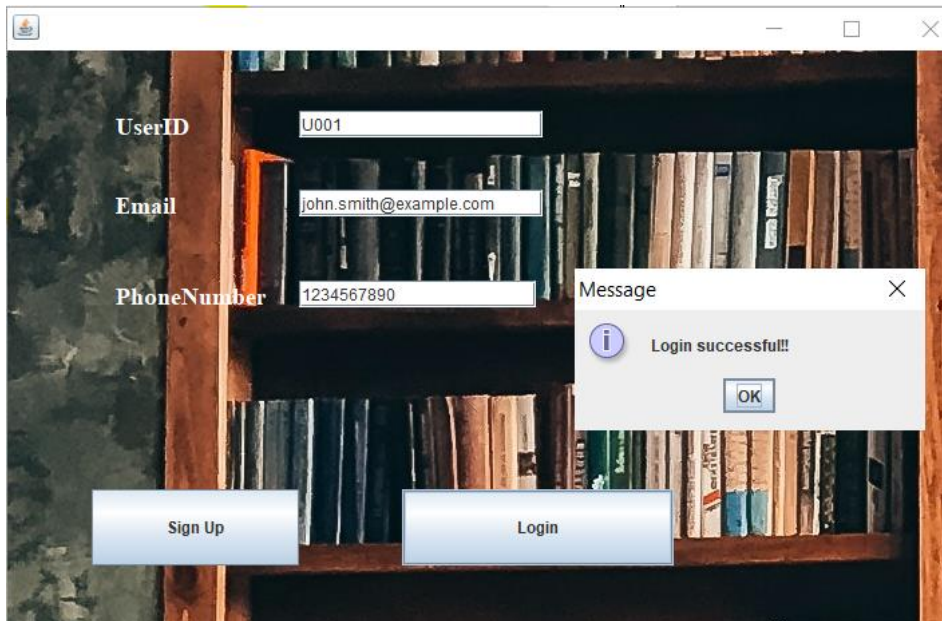 UserID
U001
Email
john.smith@example.com
PhoneNumber
1234567890
Message
Login successful!!
OK
Sign Up
Login